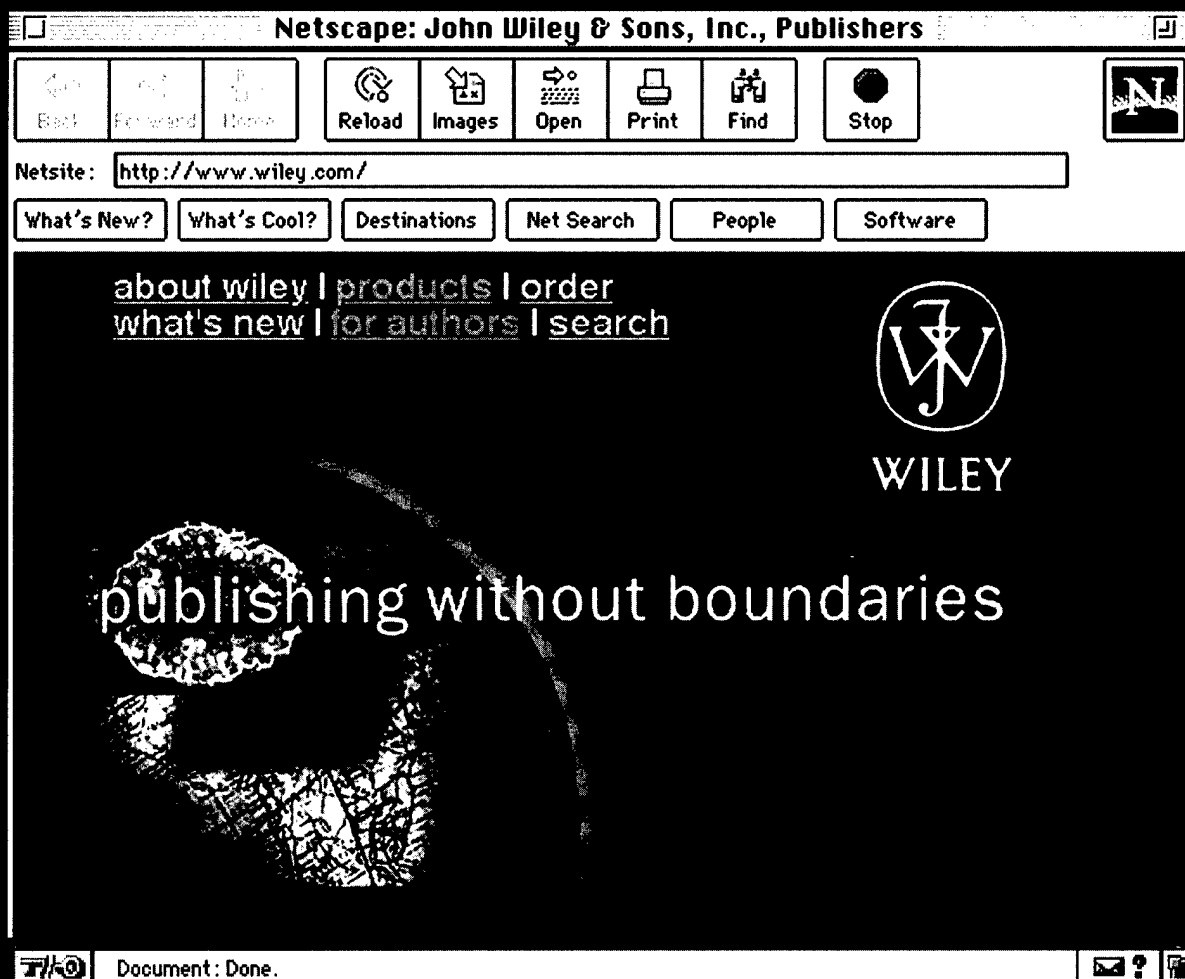 Netscape: John Wiley & Sons, Inc., Publishers
Back Forward Home Reload Images Open Print Find Stop N
Netsite: http://www.wiley.com/
What's New? What's Cool? Destinations Net Search People Software
about wiley | products | order
what's new | for authors | search
WILEY
publishing without boundaries
Document: Done. ?